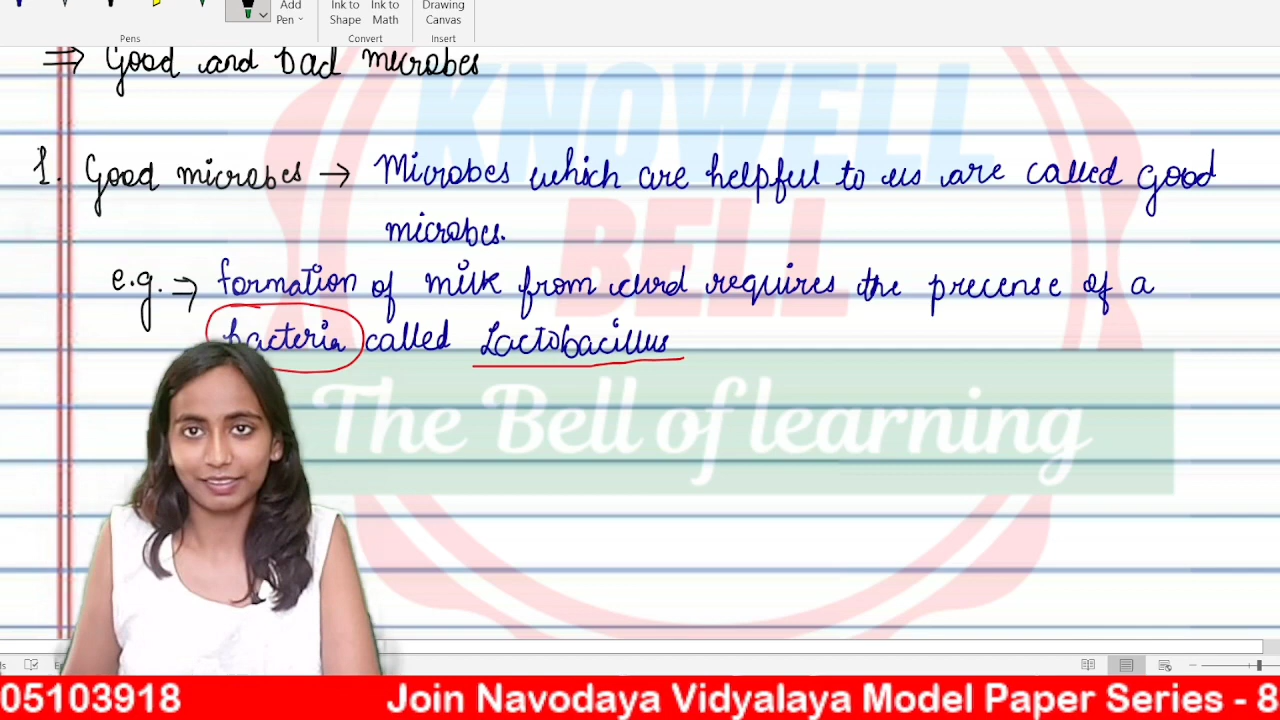 Add
Pen
Ink to
Shape
Ink to
Math
Drawing
Canvas
Pens
Convert
Insert
⇒ Good and bad microbes
KNOWELL
1. Good microbes → Microbes which are helpful to us are called good
BELL
microbes.
e.g. ⇒ formation of milk from curd requires the precense of a
bacteria called Lactobacillus
The Bell of learning
05103918 Join Navodaya Vidyalaya Model Paper Series - 8